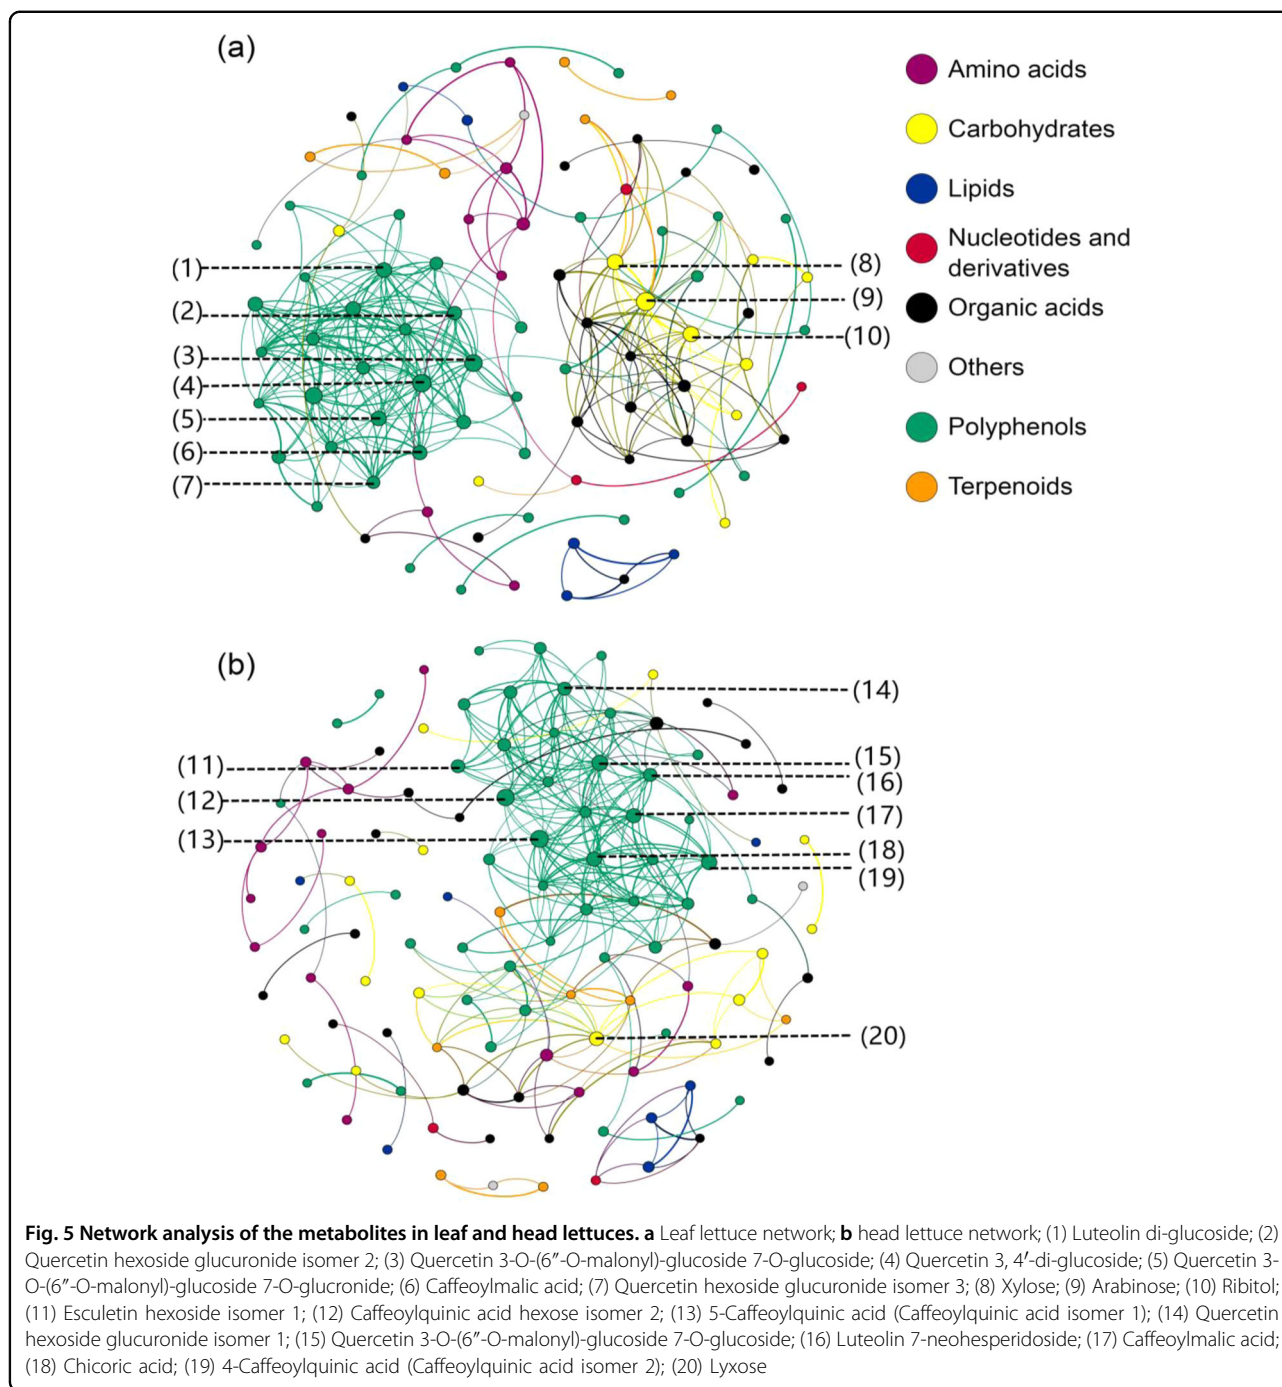 (a)
Amino acids
Carbohydrates
Lipids
Nucleotides and
derivatives
Organic acids
Others
Polyphenols
Terpenoids
(1)
(2)
(3)
(4)
(5)
(6)
(7)
(8)
(9)
(10)
(b)
(11)
(12)
(13)
(14)
(15)
(16)
(17)
(18)
(19)
(20)
Fig. 5 Network analysis of the metabolites in leaf and head lettuces. a Leaf lettuce network; b head lettuce network; (1) Luteolin di-glucoside; (2)
Quercetin hexoside glucuronide isomer 2; (3) Quercetin 3-O-(6″-O-malonyl)-glucoside 7-O-glucoside; (4) Quercetin 3, 4′-di-glucoside; (5) Quercetin 3-
O-(6″-O-malonyl)-glucoside 7-O-glucronide; (6) Caffeoylmalic acid; (7) Quercetin hexoside glucuronide isomer 3; (8) Xylose; (9) Arabinose; (10) Ribitol;
(11) Esculetin hexoside isomer 1; (12) Caffeoylquinic acid hexose isomer 2; (13) 5-Caffeoylquinic acid (Caffeoylquinic acid isomer 1); (14) Quercetin
hexoside glucuronide isomer 1; (15) Quercetin 3-O-(6″-O-malonyl)-glucoside 7-O-glucoside; (16) Luteolin 7-neohesperidoside; (17) Caffeoylmalic acid;
(18) Chicoric acid; (19) 4-Caffeoylquinic acid (Caffeoylquinic acid isomer 2); (20) Lyxose